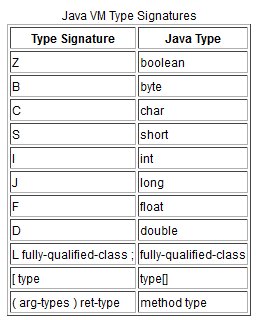 Java VM Type Signatures
Type Signature Java Type
Z boolean
B byte
C char
S short
I int
J long
F float
D double
L fully-qualified-class ; fully-qualified-class
[ type type[]
( arg-types ) ret-type method type